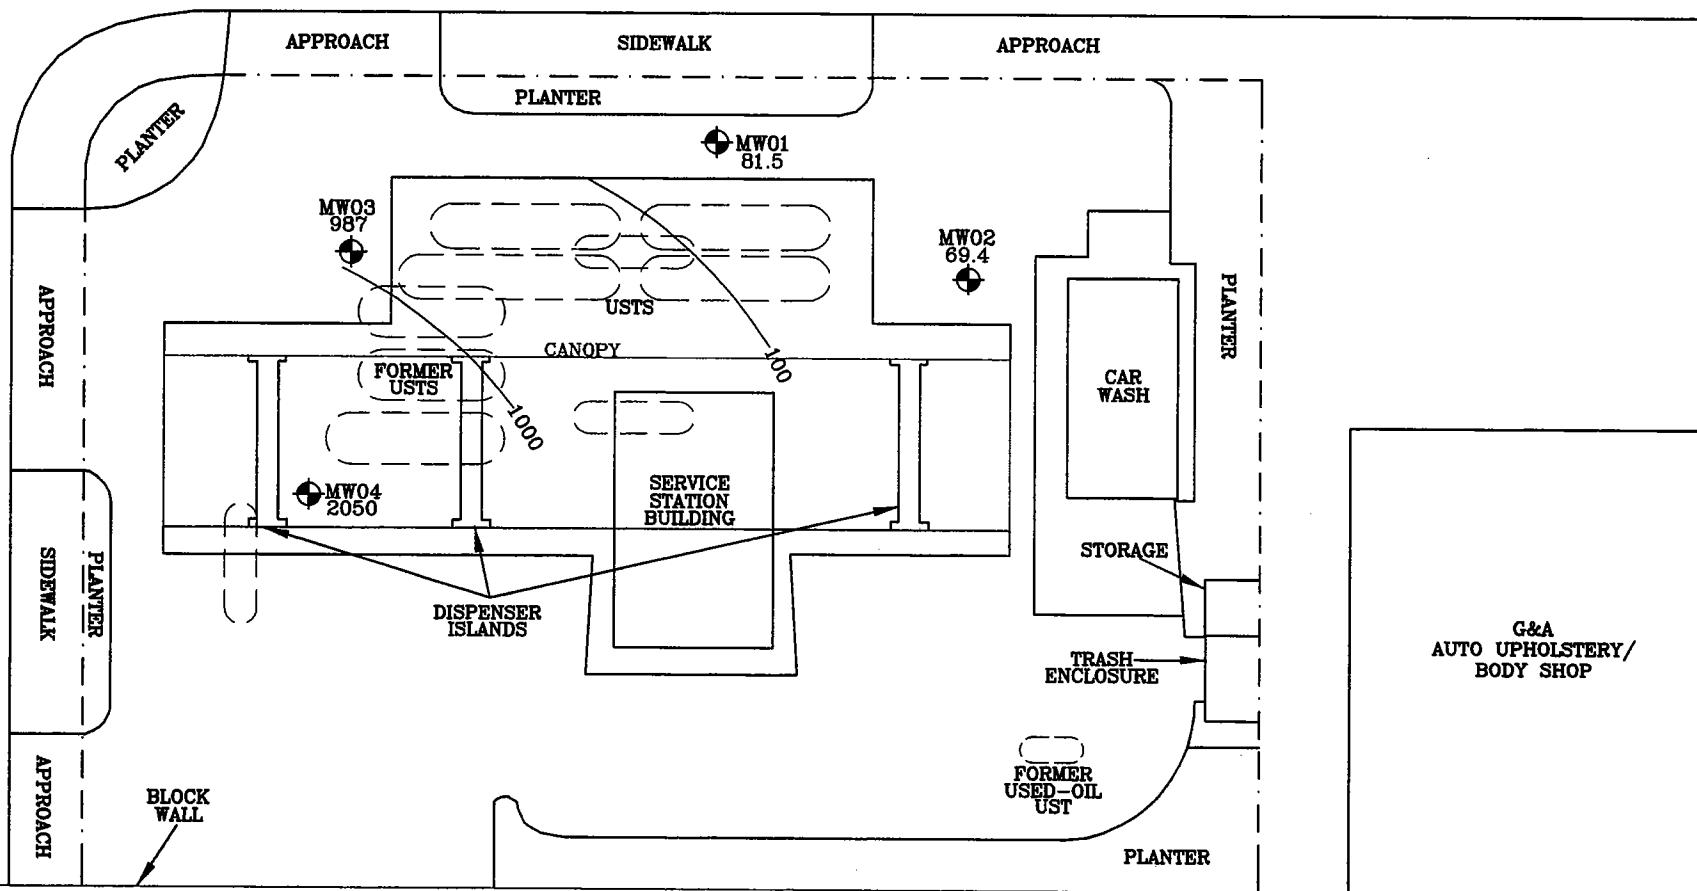 APPROACH
SIDEWALK
APPROACH
PLANTER
PLANTER
MW01
81.5
MW03
987
MW02
69.4
USTS
PLANTER
APPROACH
CANOPY
100
FORMER
USTS
CAR
WASH
1000
MW04
2050
SERVICE
STATION
BUILDING
STORAGE
SIDEWALK
PLANTER
DISPENSER
ISLANDS
TRASH
ENCLOSURE
G&A
AUTO UPHOLSTERY/
BODY SHOP
APPROACH
BLOCK
WALL
FORMER
USED-OIL
UST
PLANTER